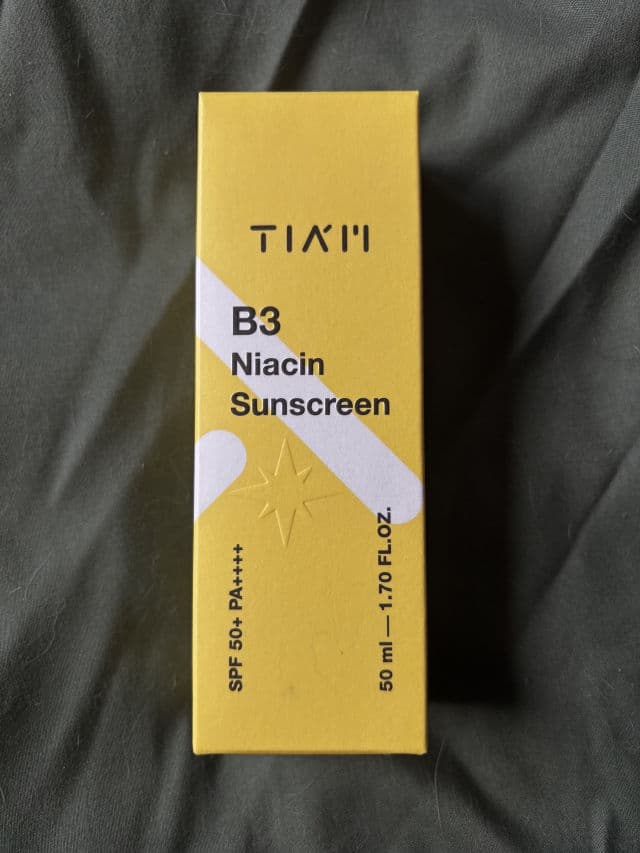 TIAM
B3
Niacin
Sunscreen
SPF 50+ PA++++
50 ml — 1.70 FL.OZ.